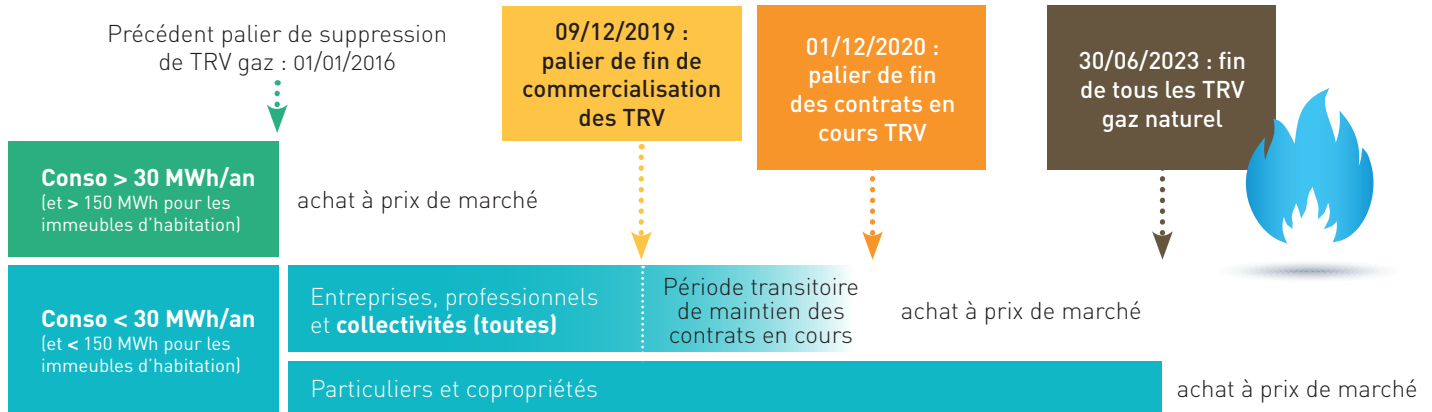 Précédent palier de suppression
de TRV gaz : 01/01/2016
09/12/2019 :
palier de fin de
commercialisation
des TRV
01/12/2020 :
palier de fin
des contrats en
cours TRV
30/06/2023 : fin
de tous les TRV
gaz naturel
Conso > 30 MWh/an
(et > 150 MWh pour les
immeubles d'habitation)
achat à prix de marché
Conso < 30 MWh/an
(et < 150 MWh pour les
immeubles d'habitation)
Entreprises, professionnels
et collectivités (toutes)
Période transitoire
de maintien des
contrats en cours
achat à prix de marché
Particuliers et copropriétés
achat à prix de marché